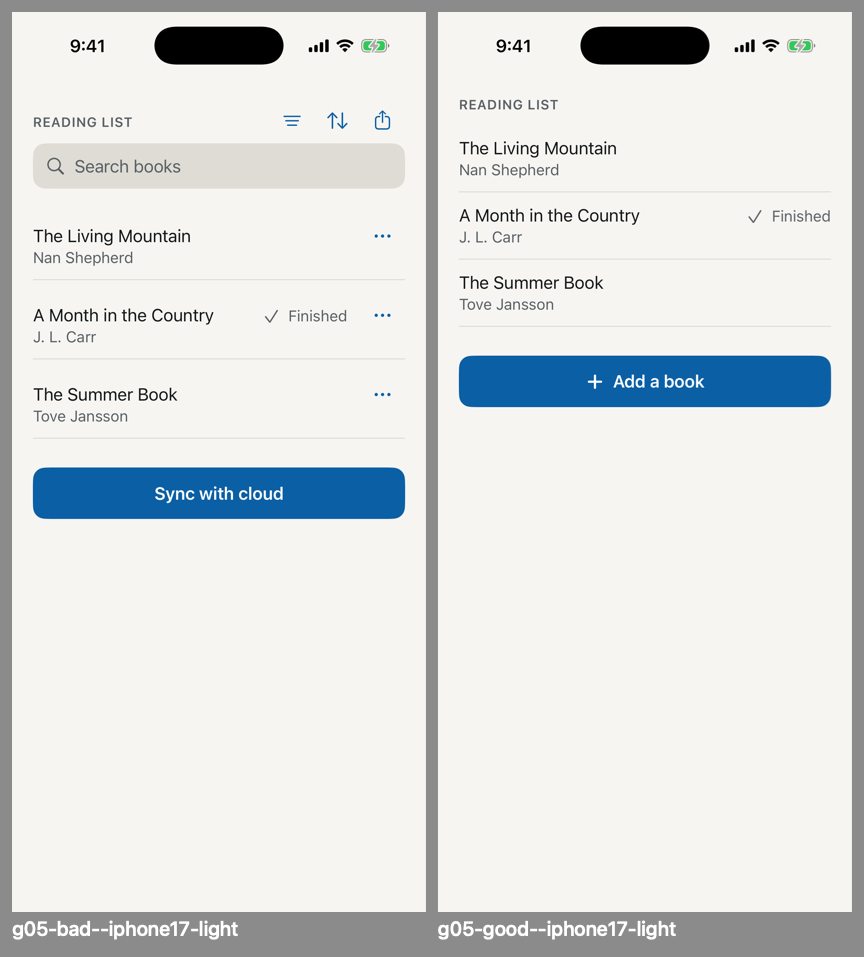 9:41
READING LIST
Search books
The Living Mountain
Nan Shepherd
A Month in the Country
Finished
J. L. Carr
The Summer Book
Tove Jansson
Sync with cloud
g05-bad--iphone17-light
9:41
READING LIST
The Living Mountain
Nan Shepherd
A Month in the Country
Finished
J. L. Carr
The Summer Book
Tove Jansson
Add a book
g05-good--iphone17-light